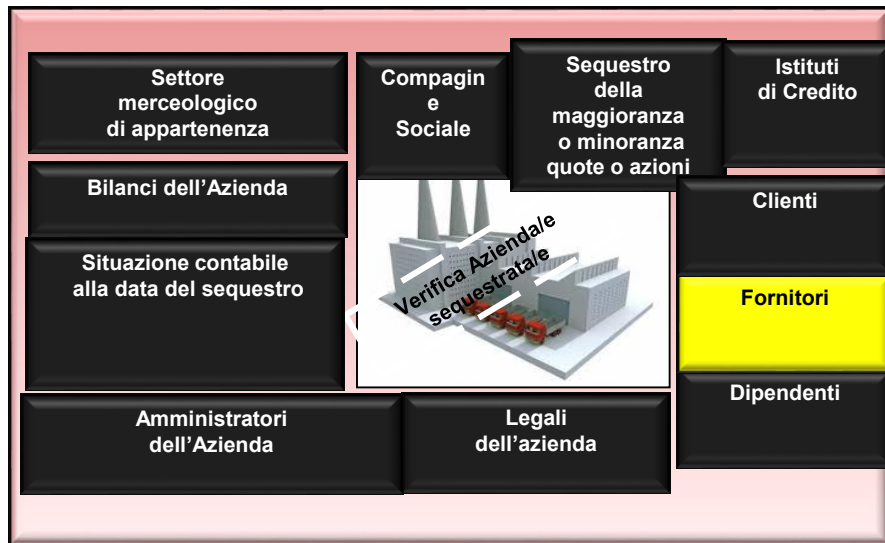 Settore
merceologico
di appartenenza
Compagin
e
Sociale
Sequestro
della
maggioranza
o minoranza
quote o azioni
Istituti
di Credito
Bilanci dell’Azienda
Clienti
Situazione contabile
alla data del sequestro
Verifica Azienda/e
sequestrata/e
Fornitori
Dipendenti
Amministratori
dell’Azienda
Legali
dell’azienda